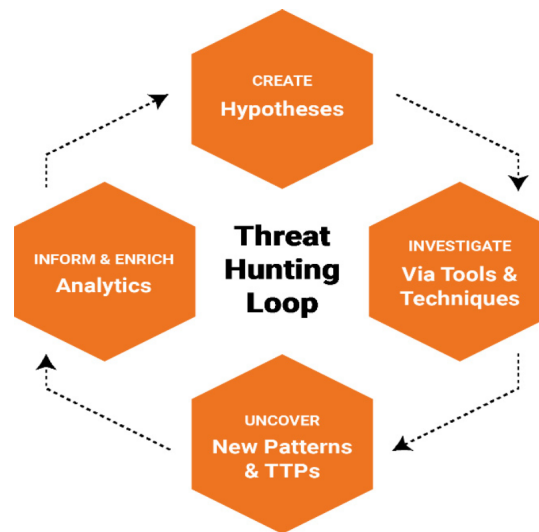 CREATE
Hypotheses
INFORM & ENRICH
Analytics
Threat
Hunting
Loop
INVESTIGATE
Via Tools &
Techniques
UNCOVER
New Patterns
& TTPs